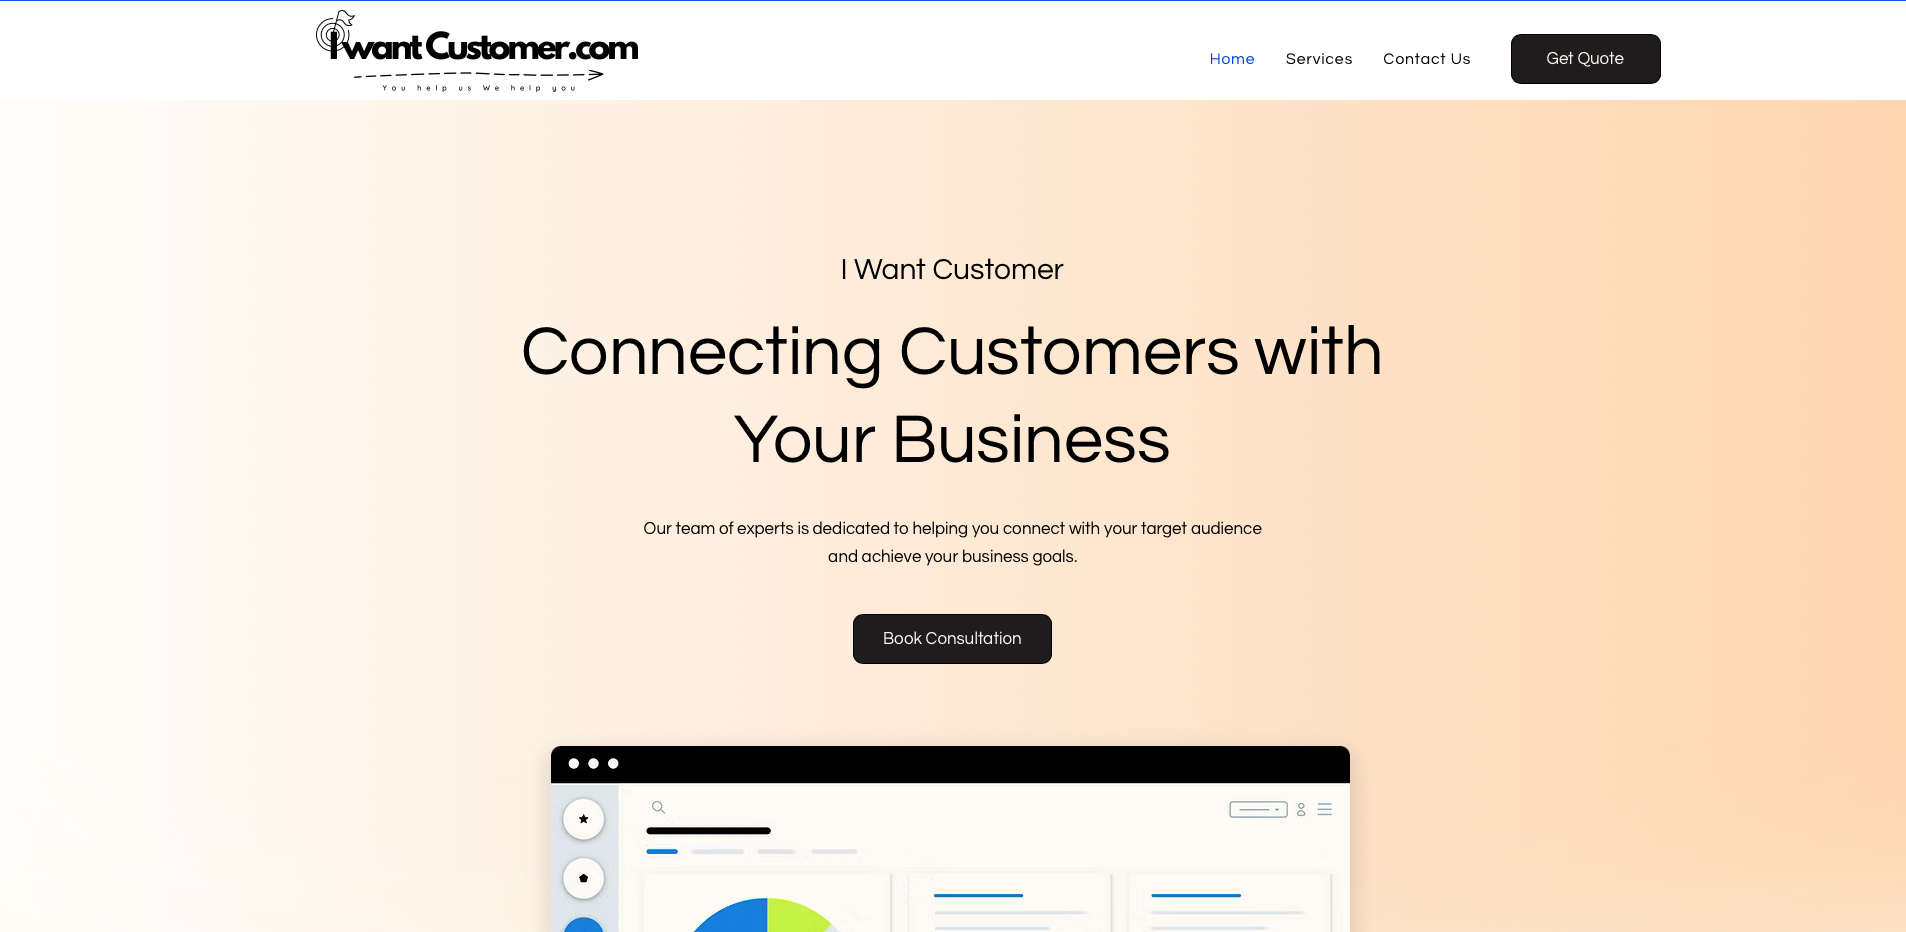 I want Customer.com
You help us We help you
Home Services Contact Us Get Quote
I Want Customer
Connecting Customers with
Your Business
Our team of experts is dedicated to helping you connect with your target audience
and achieve your business goals.
Book Consultation